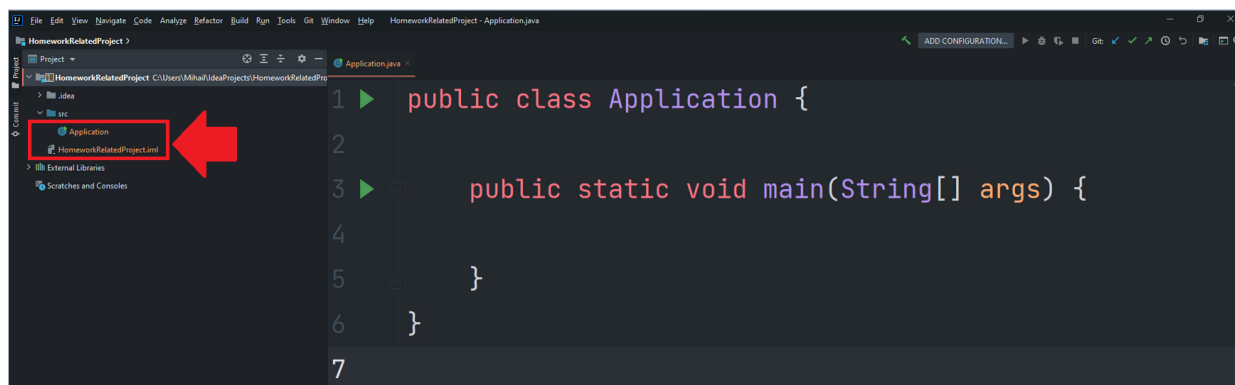 File Edit View Navigate Code Analyze Refactor Build Run Tools Git Window Help HomeworkRelatedProject - Application.java
HomeworkRelatedProject >
ADD CONFIGURATION... Git:
Project
Project
Application.java
HomeworkRelatedProject C:\Users\Mihail\IdeaProjects\HomeworkRelatedPro
.idea
src
Application
HomeworkRelatedProject.iml
External Libraries
Scratches and Consoles
Commit
1 public class Application {
2
3 public static void main(String[] args) {
4
5 }
6 }
7